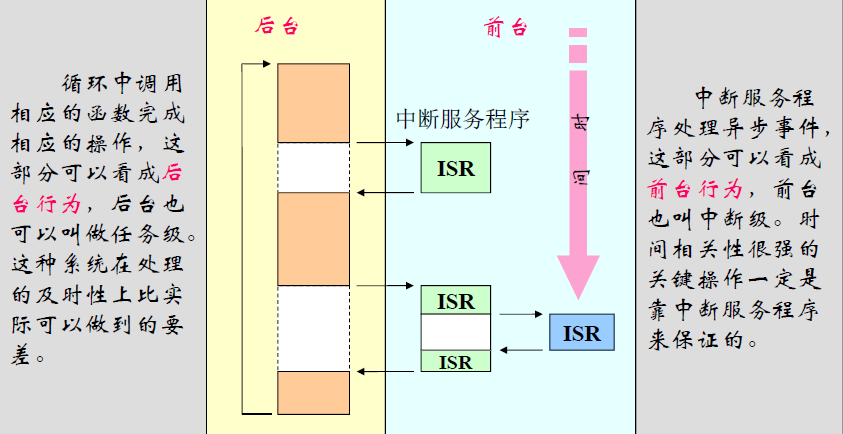 后台
前台
循环中调用
相应的函数完成
相应的操作，这
部分可以看成后
台行为，后台也
可以叫做任务级。
这种系统在处理
的及时性上比实
际可以做到的要
差。
中断服务程序
ISR
ISR
ISR
ISR
时
间
中断服务程
序处理异步事件，
这部分可以看成
前台行为，前台
也叫中断级。时
间相关性很强的
关键操作一定是
靠中断服务程序
来保证的。